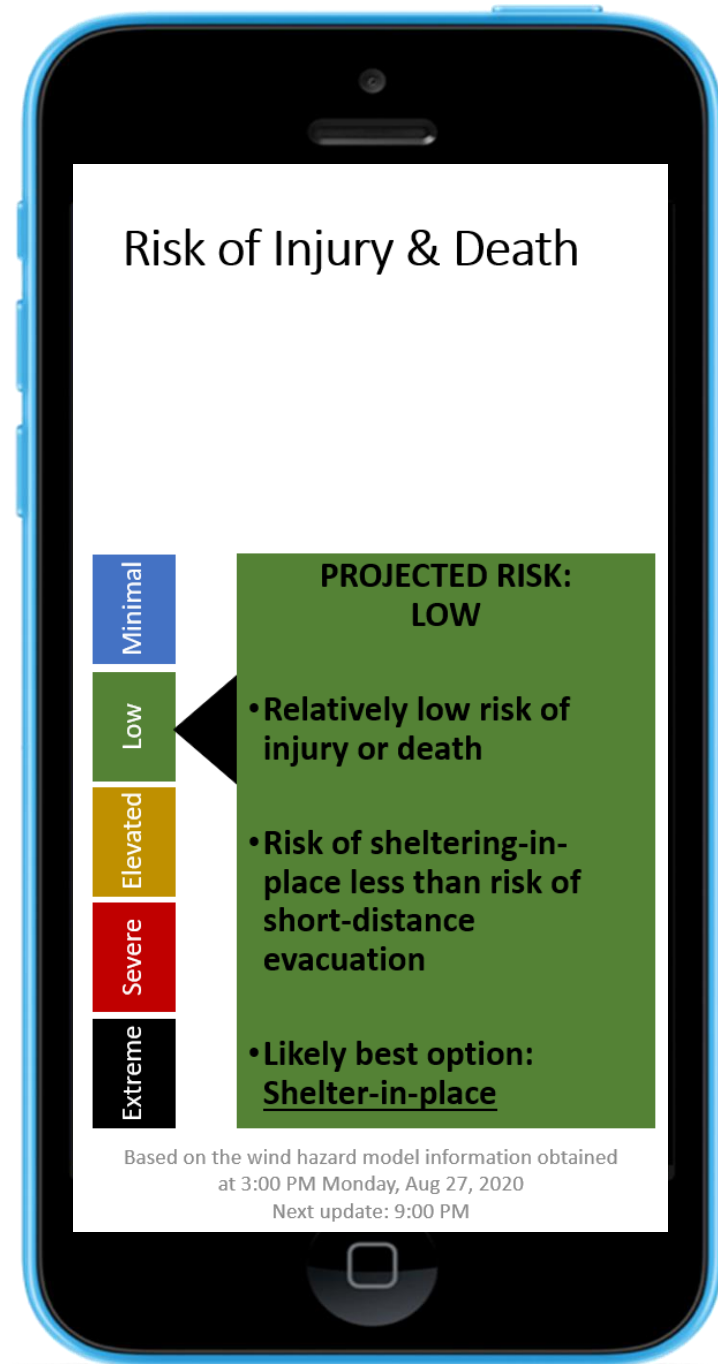 Risk of Injury & Death
Minimal
Low
Elevated
Severe
Extreme
PROJECTED RISK:
LOW
•Relatively low risk of
injury or death
•Risk of sheltering-in-
place less than risk of
short-distance
evacuation
•Likely best option:
Shelter-in-place
Based on the wind hazard model information obtained
at 3:00 PM Monday, Aug 27, 2020
Next update: 9:00 PM